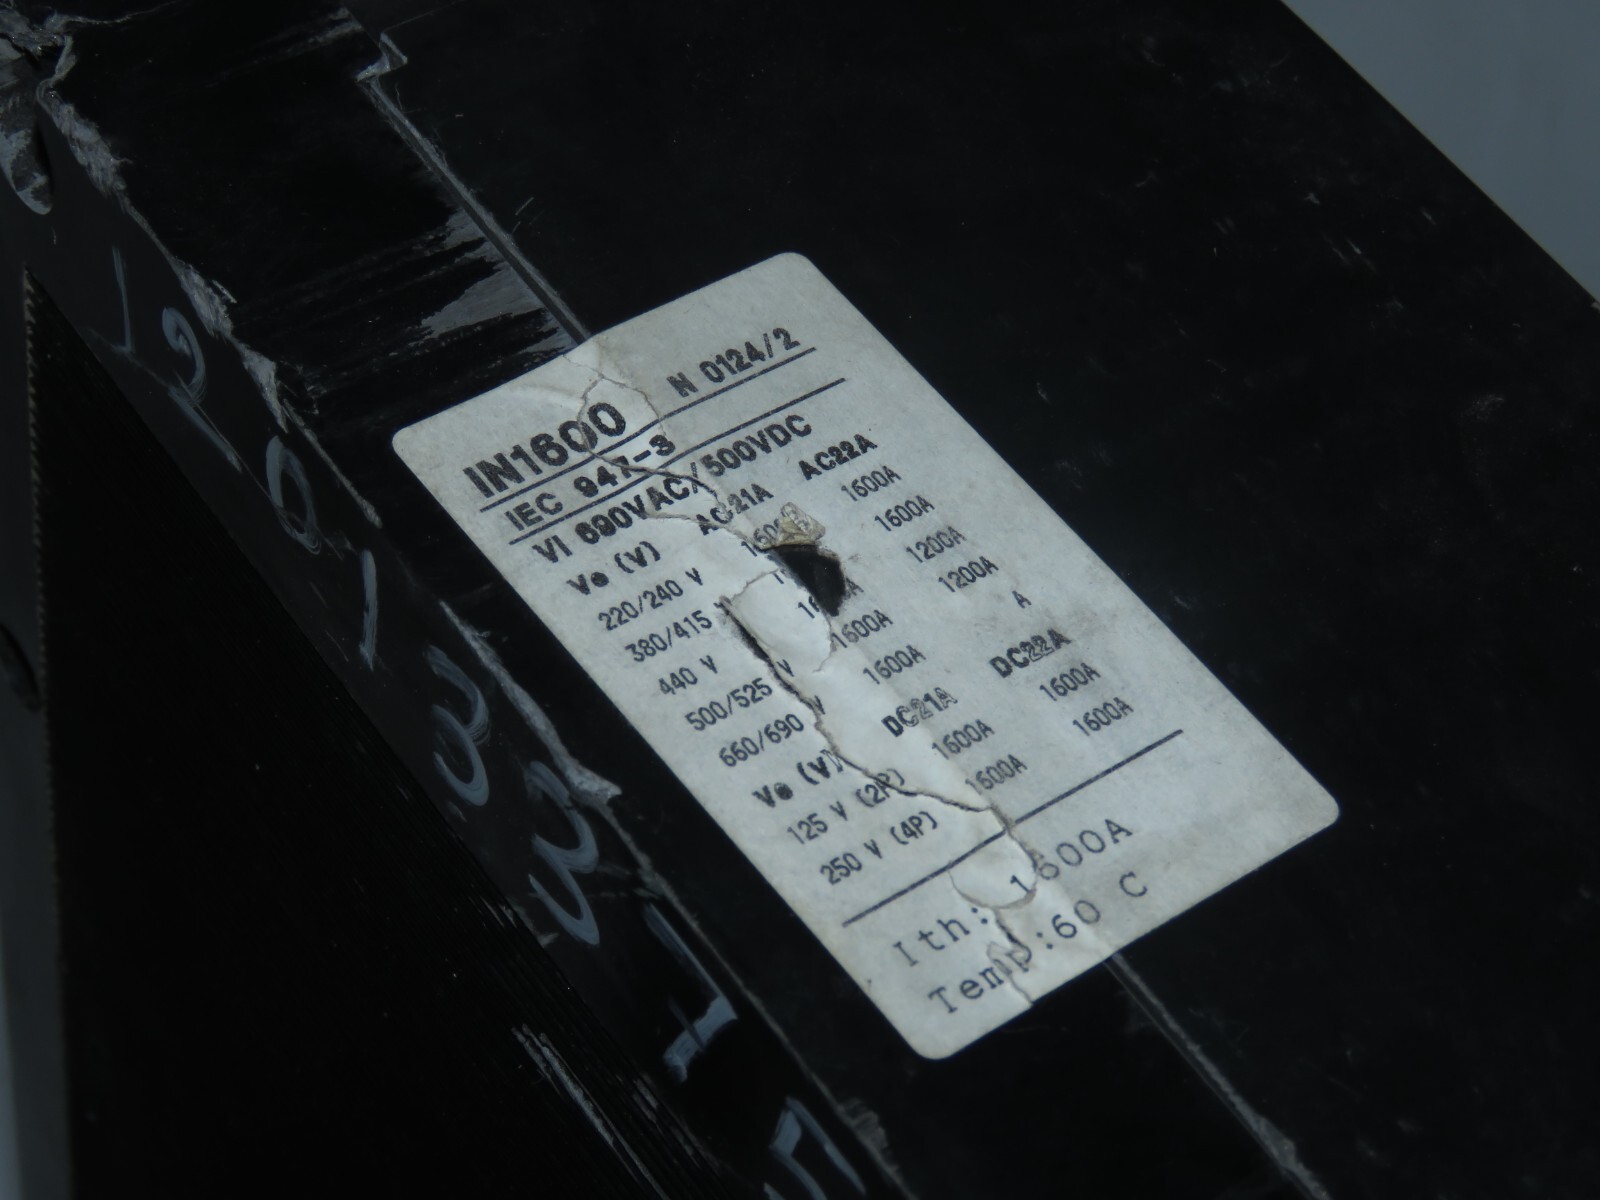 IN1600 N 0124/2
IEC 947-3
VI 690VAC/500VDC
Ve (V) AC21A AC22A
220/240 V 1600A
380/415 V 1600A
440 V 1200A
500/525 V 1600A 1200A
660/690 V 1600A A
Ve (V) DC21A DC22A
125 V (2P) 1600A 1600A
250 V (4P) 1600A 1600A
Ith: 1600A
Temp:60 C